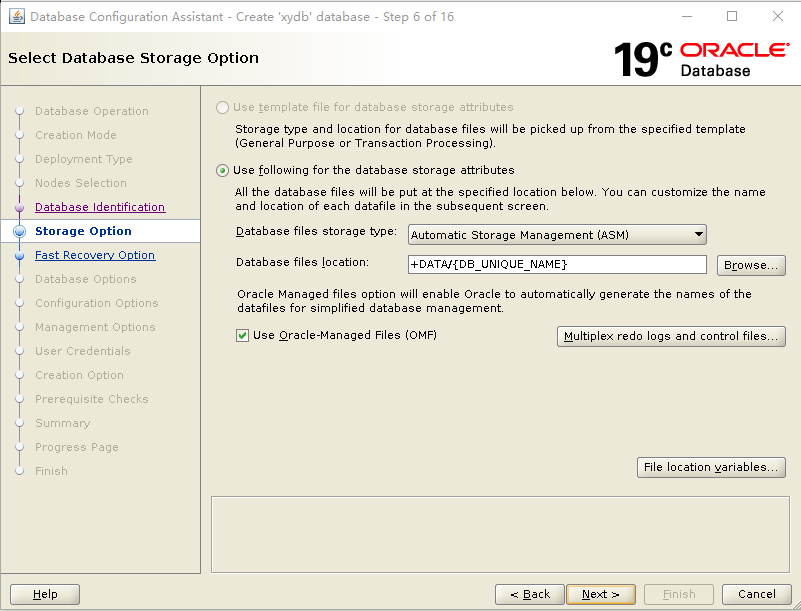 Database Configuration Assistant - Create 'xydb' database - Step 6 of 16
Select Database Storage Option
19c ORACLE
Database
Database Operation
Creation Mode
Deployment Type
Nodes Selection
Database Identification
Storage Option
Fast Recovery Option
Database Options
Configuration Options
Management Options
User Credentials
Creation Option
Prerequisite Checks
Summary
Progress Page
Finish
Use template file for database storage attributes
Storage type and location for database files will be picked up from the specified template
(General Purpose or Transaction Processing).
Use following for the database storage attributes
All the database files will be put at the specified location below. You can customize the name
and location of each datafile in the subsequent screen.
Database files storage type: Automatic Storage Management (ASM)
Database files location: +DATA/{DB_UNIQUE_NAME} Browse...
Oracle Managed files option will enable Oracle to automatically generate the names of the
datafiles for simplified database management.
Use Oracle-Managed Files (OMF) Multiplex redo logs and control files...
File location variables...
Help < Back Next > Finish Cancel